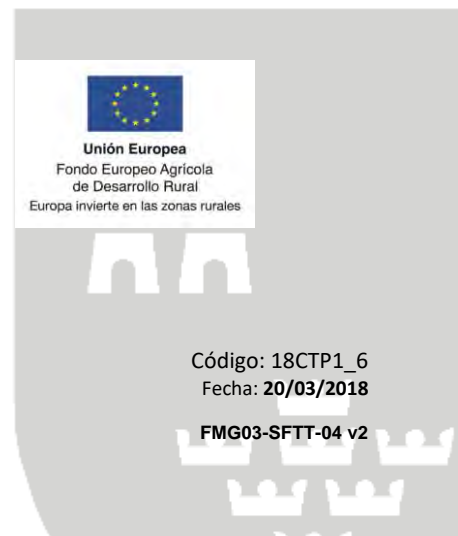 Unión Europea
Fondo Europeo Agrícola
de Desarrollo Rural
Europa invierte en las zonas rurales
Código: 18CTP1_6
Fecha: 20/03/2018
FMG03-SFTT-04 v2